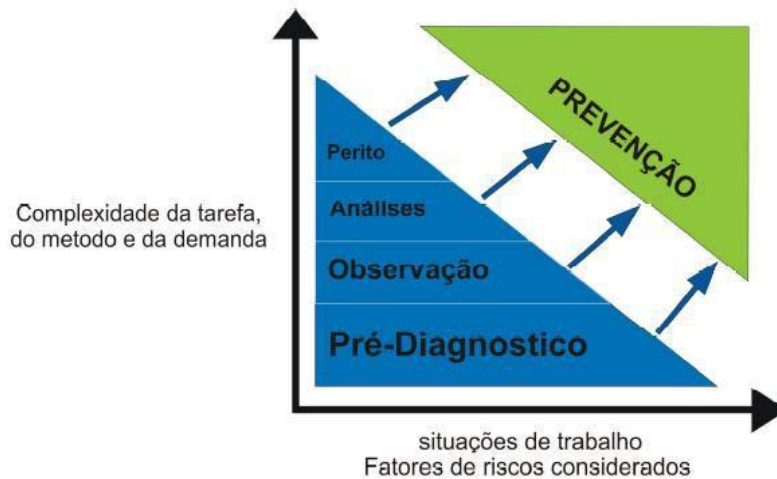 PREVENÇÃO
Perito
Análises
Observação
Pré-Diagnostico
Complexidade da tarefa,
do metodo e da demanda
situações de trabalho
Fatores de riscos considerados